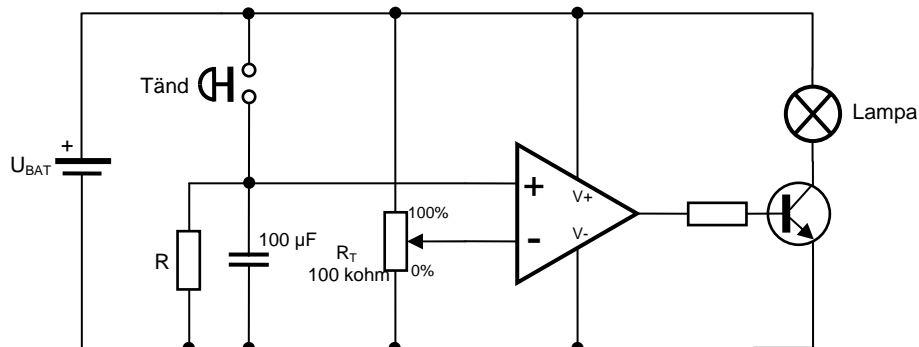 Tänd
Lampa
+
U_BAT
100%
+
V+
V-
-
R
100 µF
R_T
100 kohm
0%